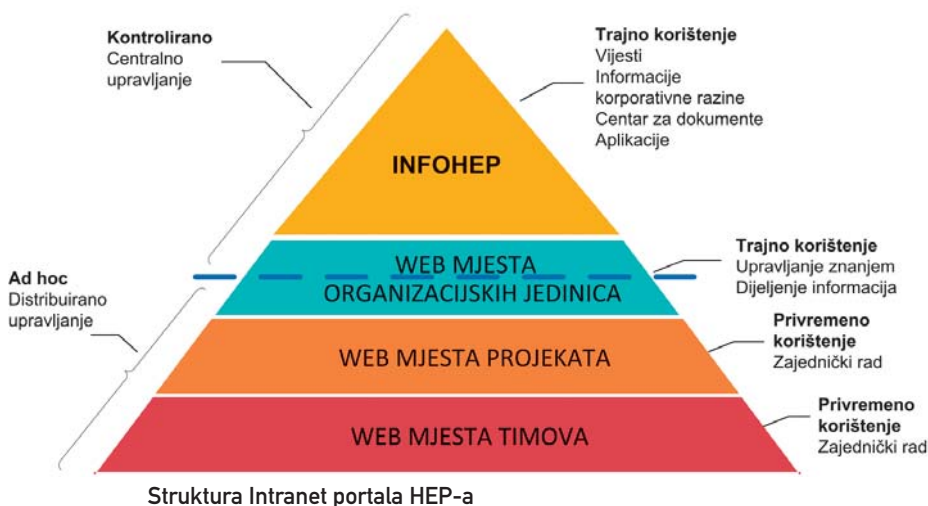 Kontrolirano
Centralno
upravljanje
Trajno korištenje
Vijesti
Informacije
korporativne razine
Centar za dokumente
Aplikacije
INFOHEP
Ad hoc
Distribuirano
upravljanje
WEB MJESTA
ORGANIZACIJSKIH JEDINICA
Trajno korištenje
Upravljanje znanjem
Dijeljenje informacija
WEB MJESTA PROJEKATA
Privremeno
korištenje
Zajednički rad
WEB MJESTA TIMOVA
Privremeno
korištenje
Zajednički rad
Struktura Intranet portala HEP-a